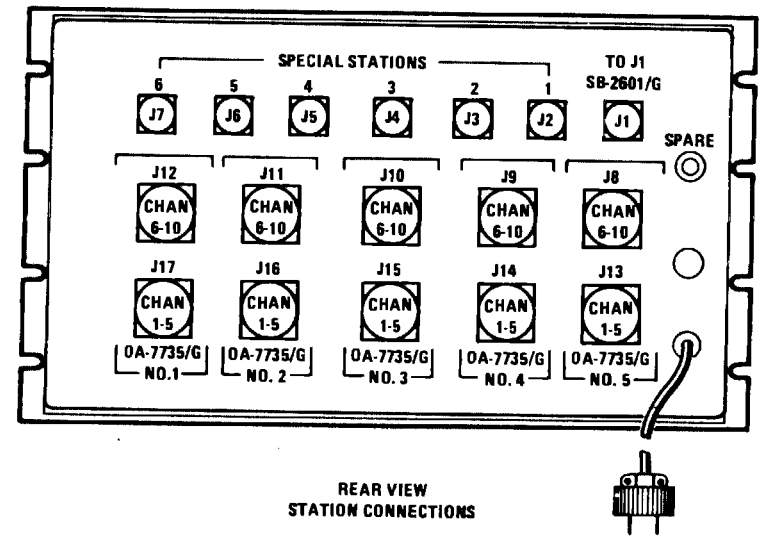 SPECIAL STATIONS
TO J1
SB-2601/G
6 5 4 3 2 1
J7 J6 J5 J4 J3 J2 J1
SPARE
J12 J11 J10 J9 J8
CHAN CHAN CHAN CHAN CHAN
6-10 6-10 6-10 6-10 6-10
J17 J16 J15 J14 J13
CHAN CHAN CHAN CHAN CHAN
1-5 1-5 1-5 1-5 1-5
OA-7735/G OA-7735/G OA-7735/G OA-7735/G OA-7735/G
NO.1 NO. 2 NO. 3 NO. 4 NO. 5
REAR VIEW
STATION CONNECTIONS